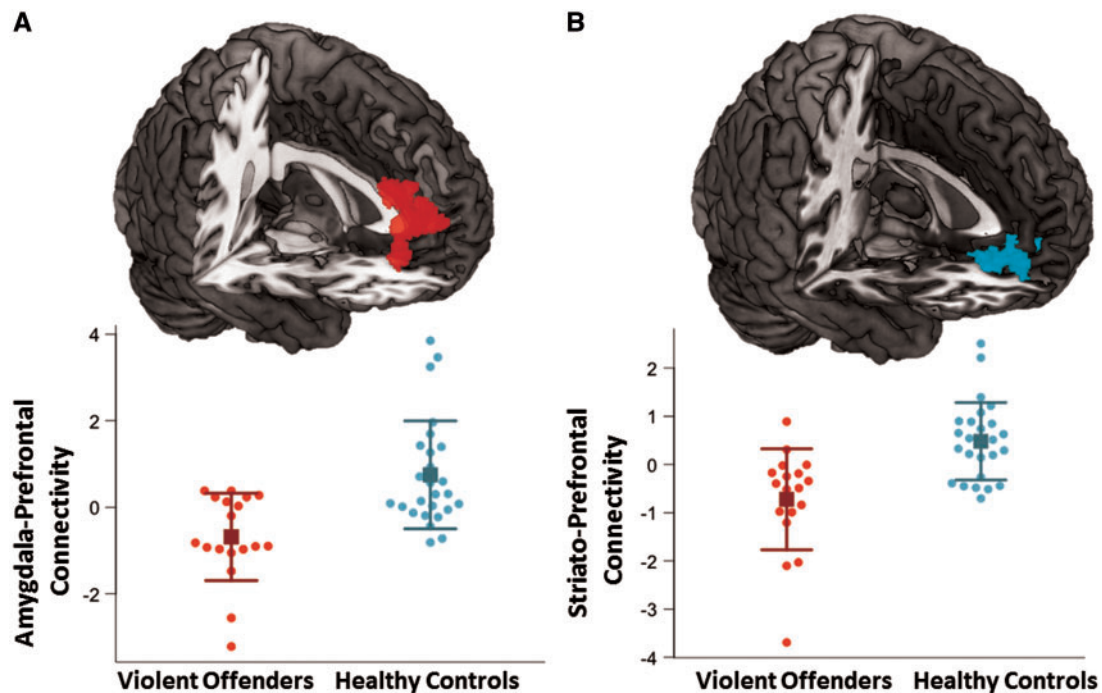 A
B
4
2
0
-2
Amygdala-Prefrontal
Connectivity
Violent Offenders Healthy Controls
2
1
0
-1
-2
-3
-4
Striato-Prefrontal
Connectivity
Violent Offenders Healthy Controls